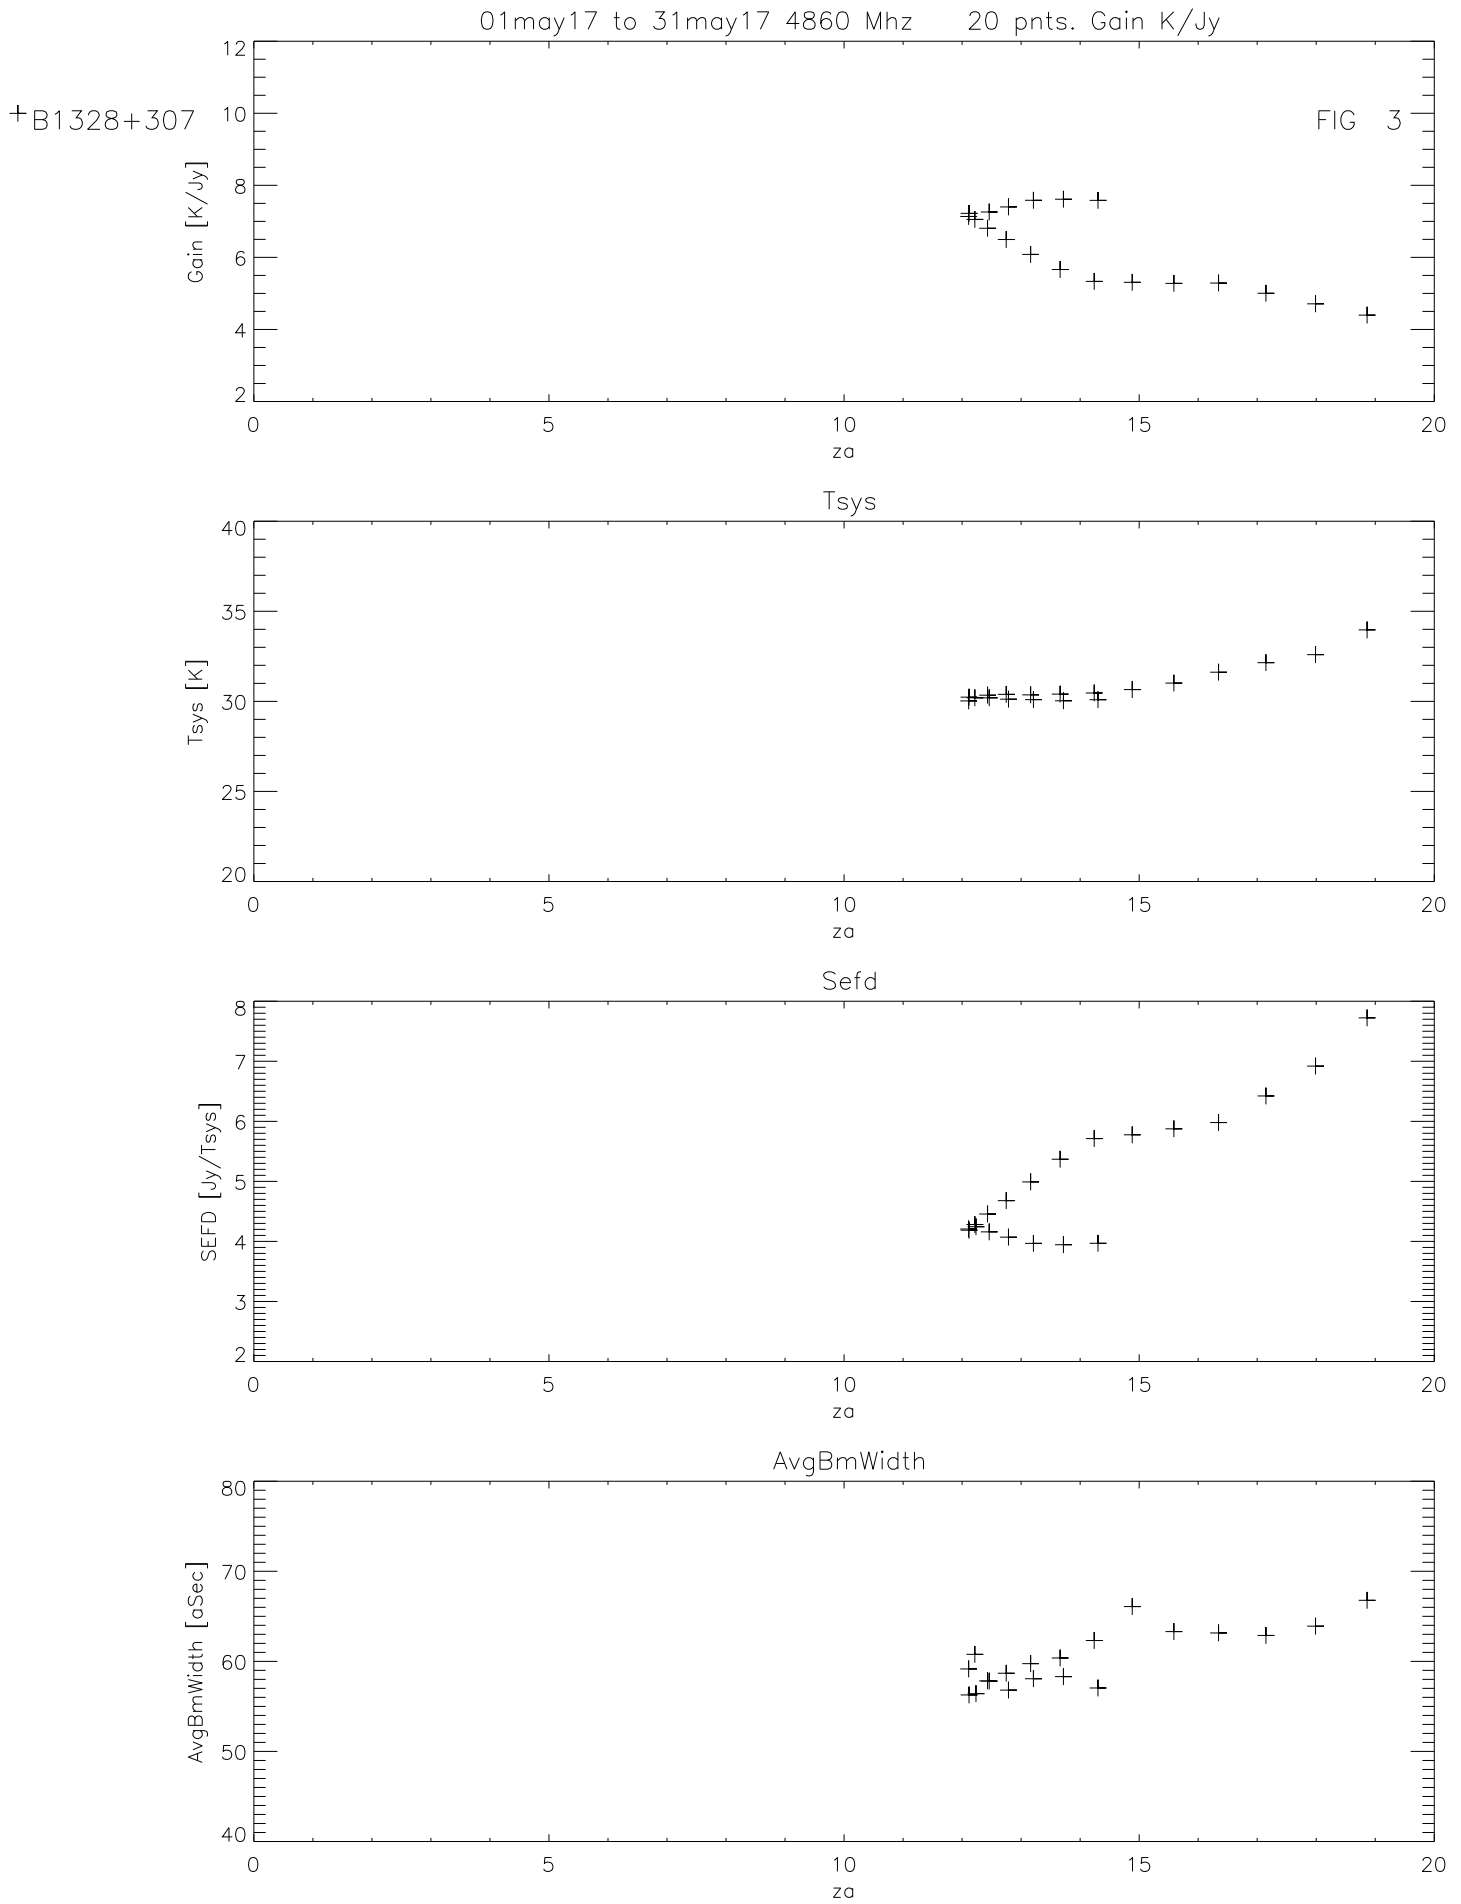 01may17 to 31may17 4860 Mhz 20 pnts. Gain K/Jy
+B1328+307
FIG 3
Gain [K/Jy]
12
10
8
6
4
2
0 5 10 15 20
za
Tsys
Tsys [K]
40
35
30
25
20
0 5 10 15 20
za
Sefd
SEFD [Jy/Tsys]
8
7
6
5
4
3
2
0 5 10 15 20
za
AvgBmWidth
AvgBmWidth [aSec]
80
70
60
50
40
0 5 10 15 20
za